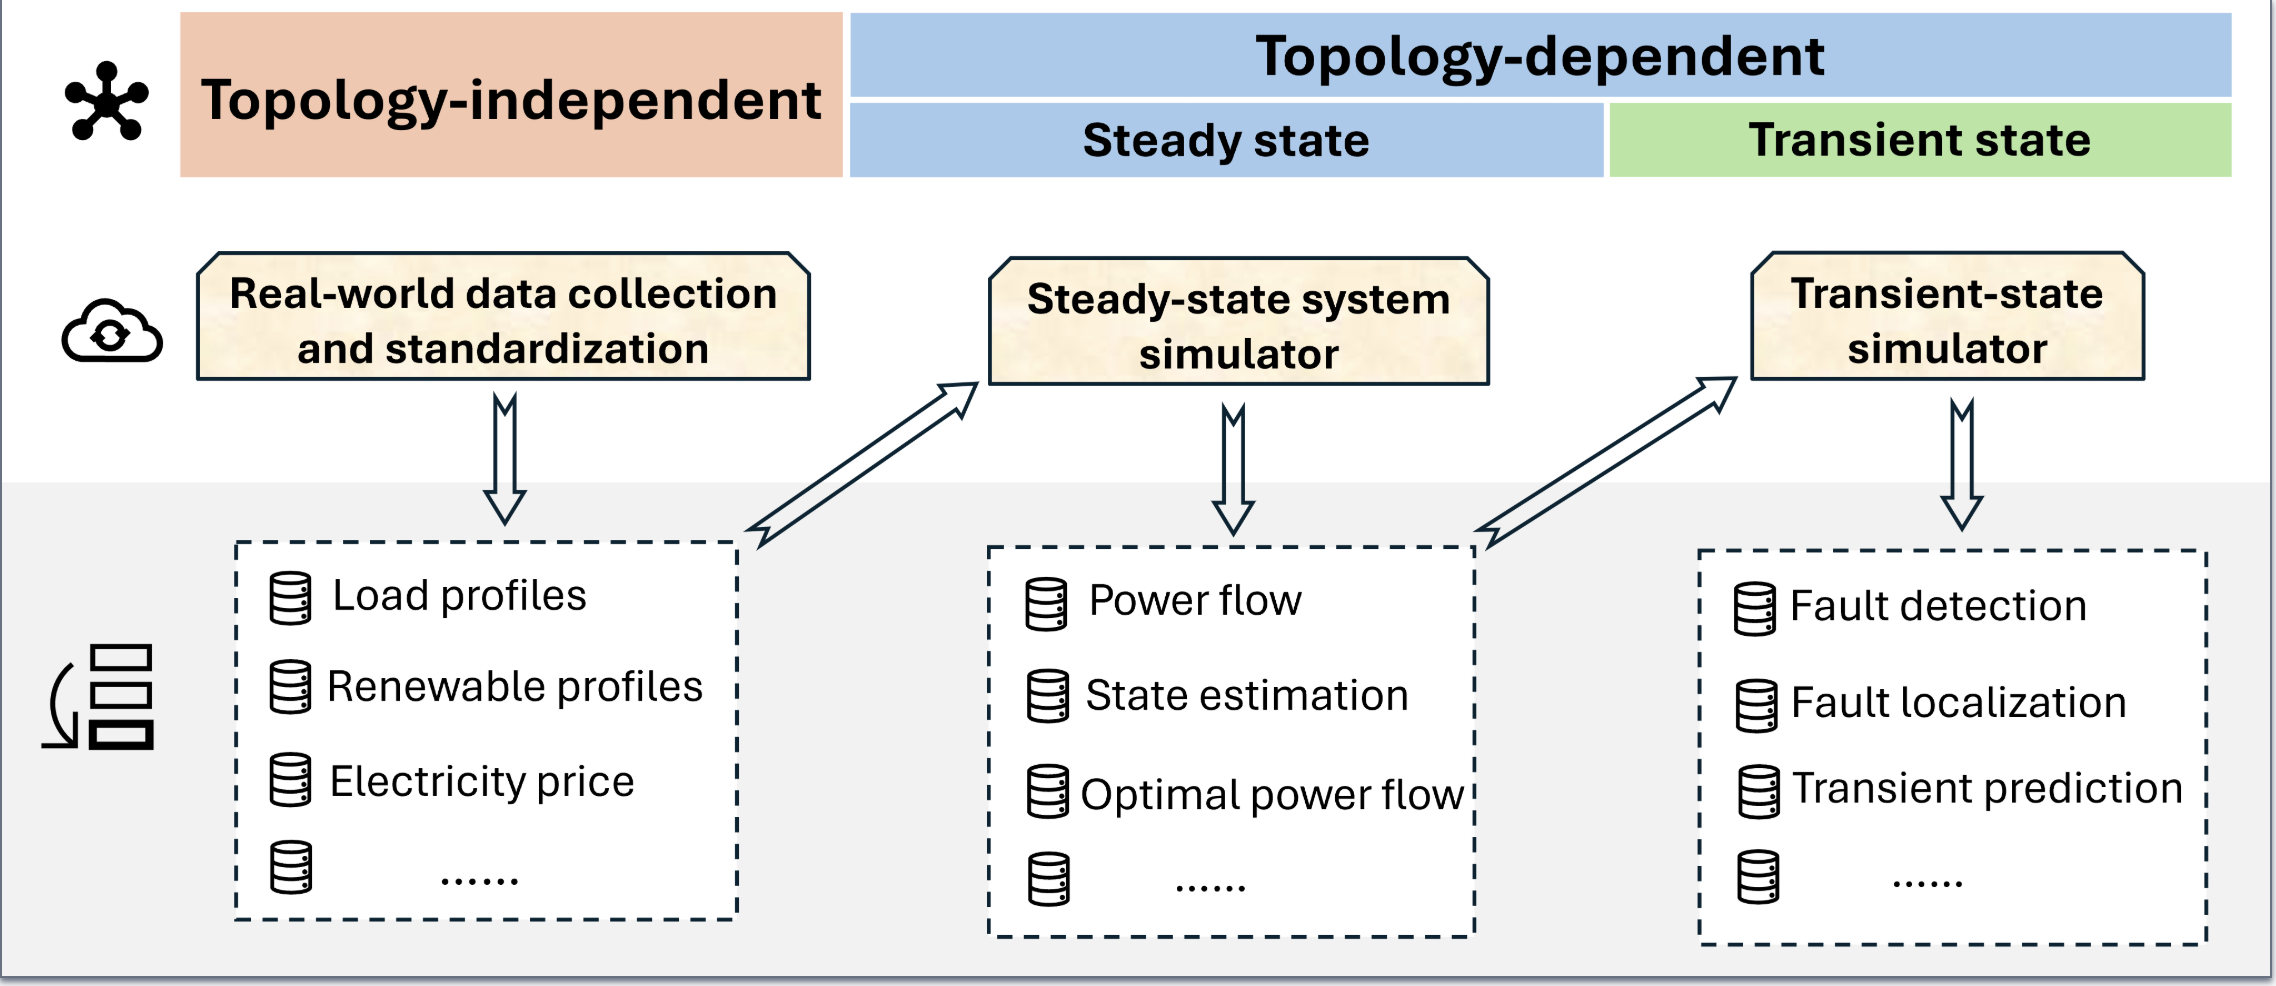 Topology-independent
Topology-dependent
Steady state
Transient state
Real-world data collection
and standardization
Steady-state system
simulator
Transient-state
simulator
Load profiles
Renewable profiles
Electricity price
......
Power flow
State estimation
Optimal power flow
......
Fault detection
Fault localization
Transient prediction
......